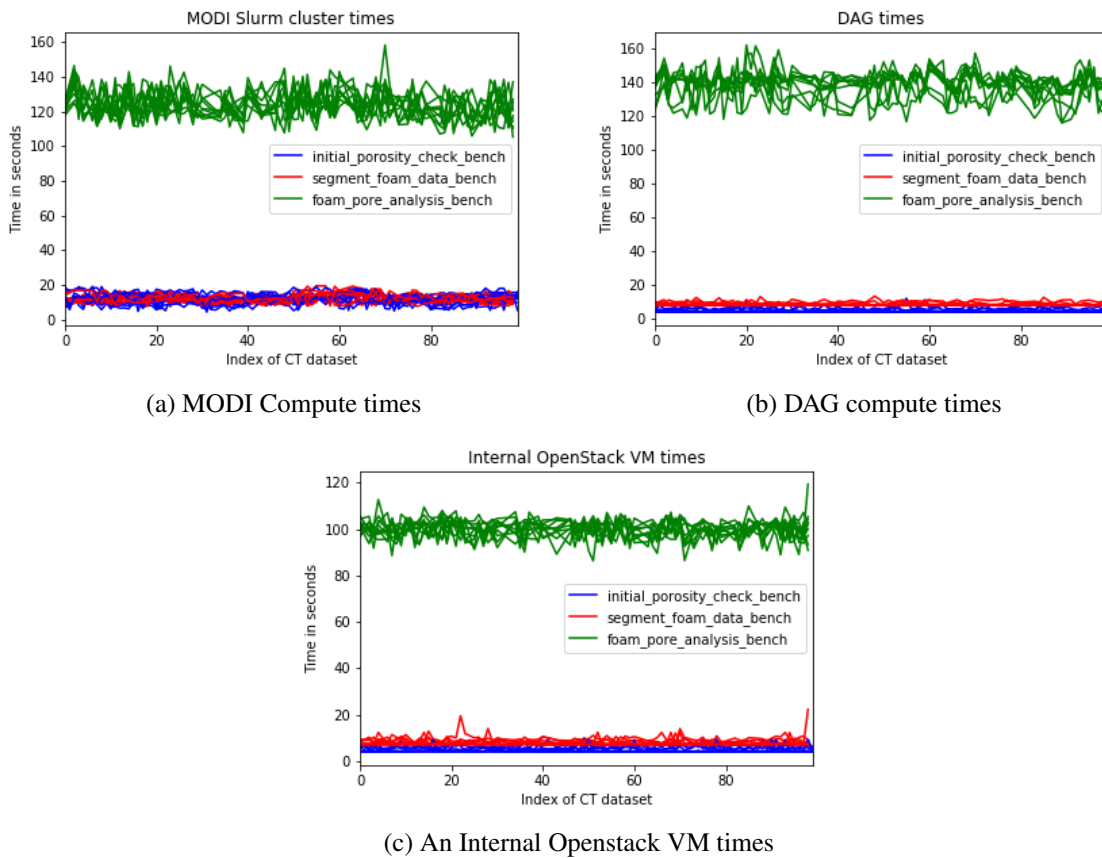 MODI Slurm cluster times
160
140
120
100
80
60
40
20
0
Time in seconds
initial_porosity_check_bench
segment_foam_data_bench
foam_pore_analysis_bench
0 20 40 60 80
Index of CT dataset
(a) MODI Compute times
DAG times
160
140
120
100
80
60
40
20
0
Time in seconds
initial_porosity_check_bench
segment_foam_data_bench
foam_pore_analysis_bench
0 20 40 60 80
Index of CT dataset
(b) DAG compute times
Internal OpenStack VM times
120
100
80
60
40
20
0
Time in seconds
initial_porosity_check_bench
segment_foam_data_bench
foam_pore_analysis_bench
0 20 40 60 80
Index of CT dataset
(c) An Internal Openstack VM times